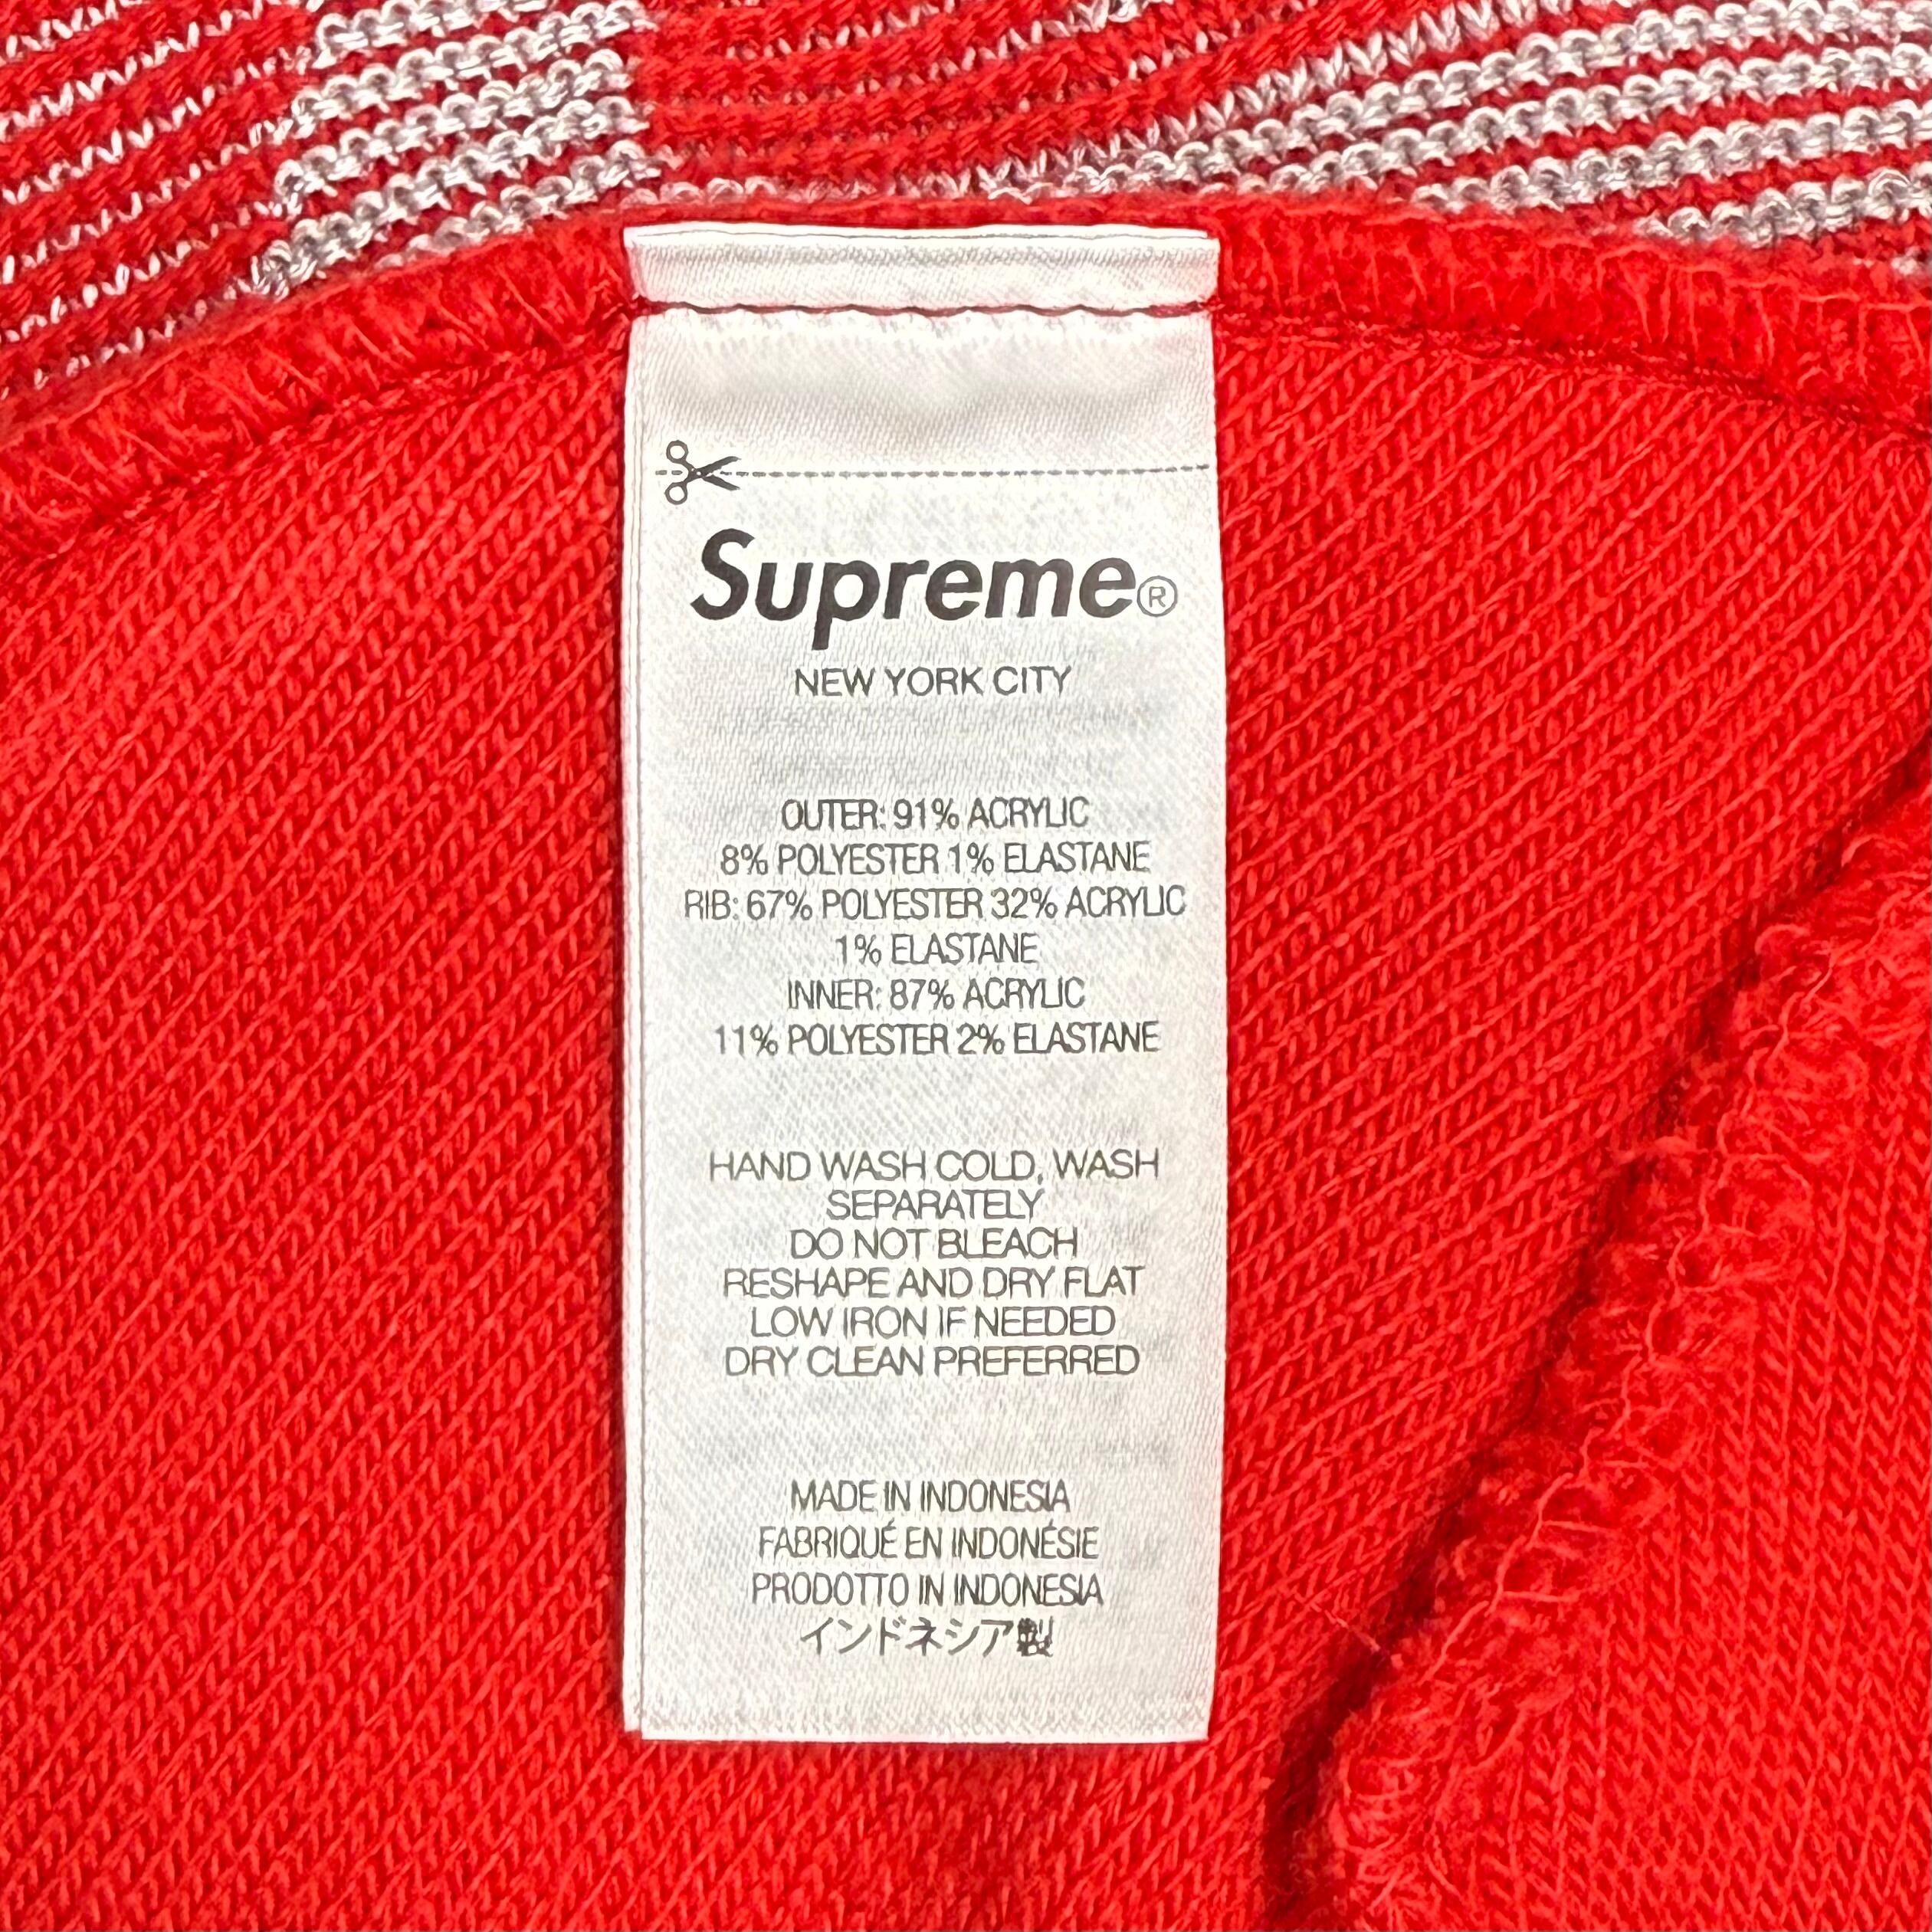 Supreme®
NEW YORK CITY
OUTER: 91% ACRYLIC
8% POLYESTER 1% ELASTANE
RIB: 67% POLYESTER 32% ACRYLIC
1% ELASTANE
INNER: 87% ACRYLIC
11% POLYESTER 2% ELASTANE
HAND WASH COLD, WASH
SEPARATELY
DO NOT BLEACH
RESHAPE AND DRY FLAT
LOW IRON IF NEEDED
DRY CLEAN PREFERRED
MADE IN INDONESIA
FABRIQUÉ EN INDONÉSIE
PRODOTTO IN INDONESIA
インドネシア製